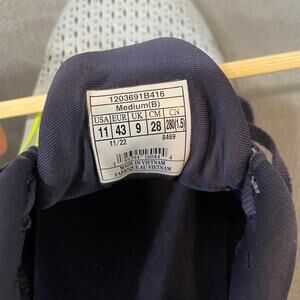 1203691B416
Medium(B)
USA EUR UK CM CN
11 43 9 28 280(1.5)
11/22 8469
MADE IN VIETNAM
FABRIQUE AU VIETNAM